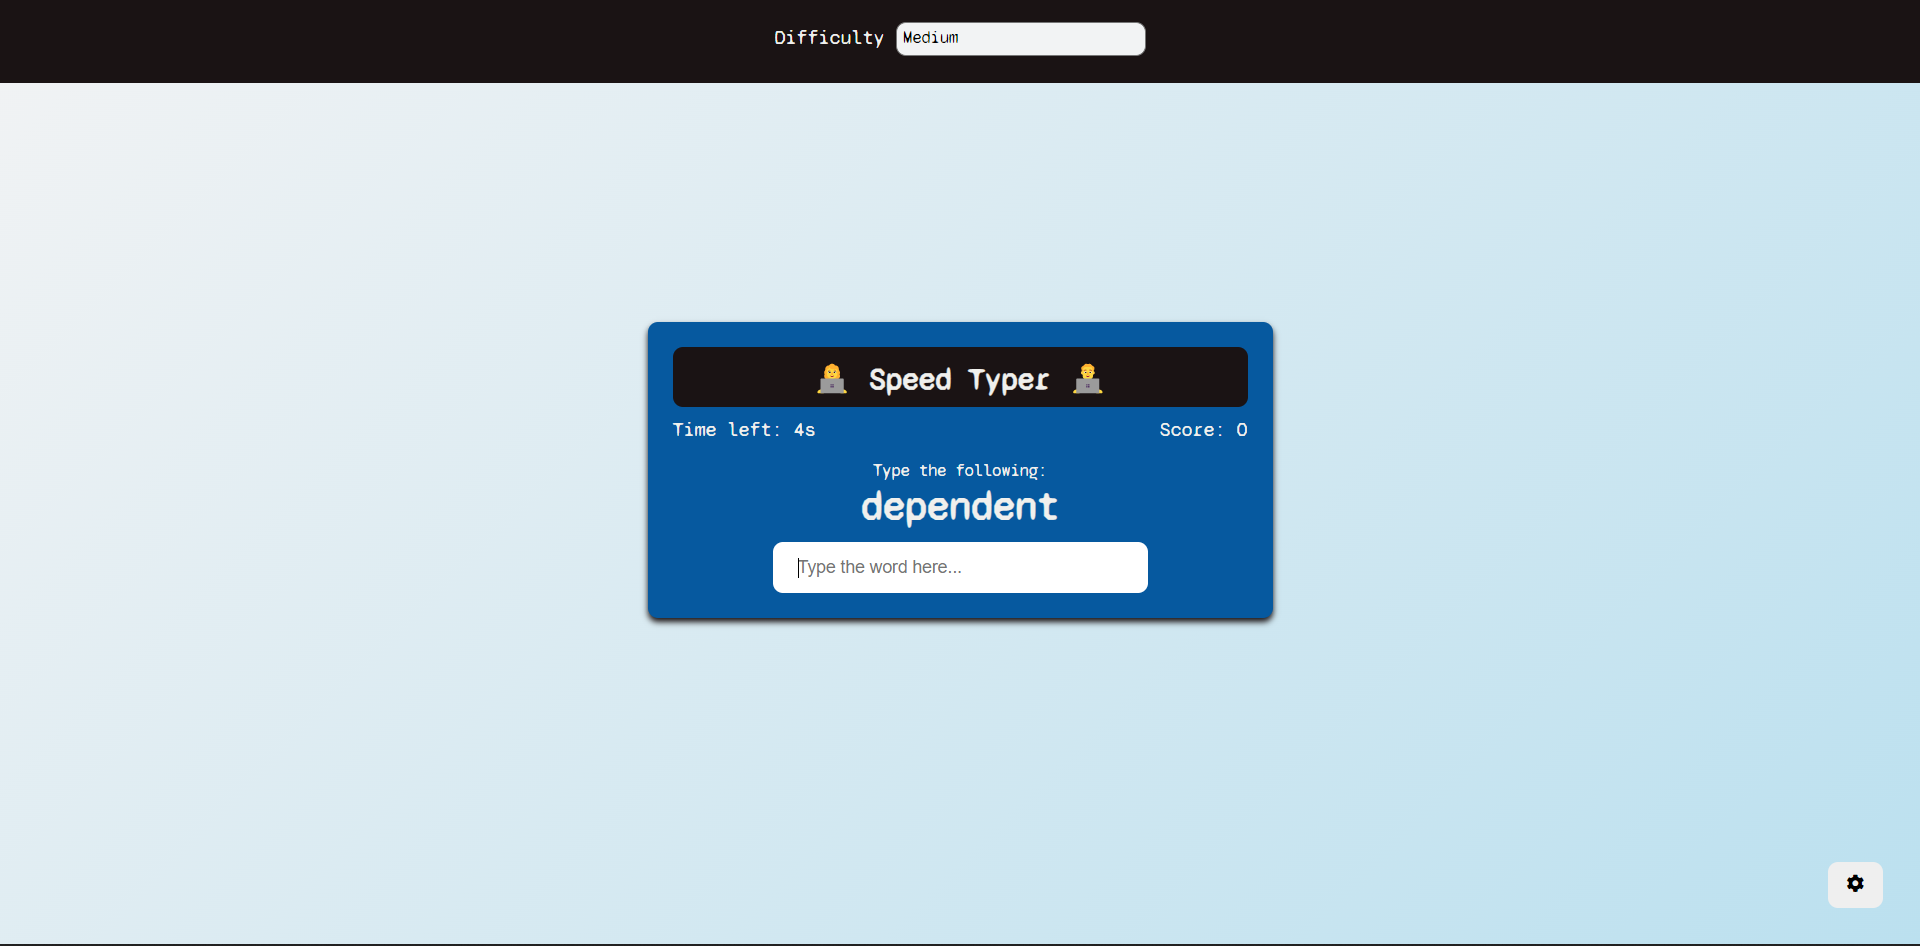 Difficulty Medium
Speed Typer
Time left: 4s Score: 0
Type the following:
dependent
Type the word here...